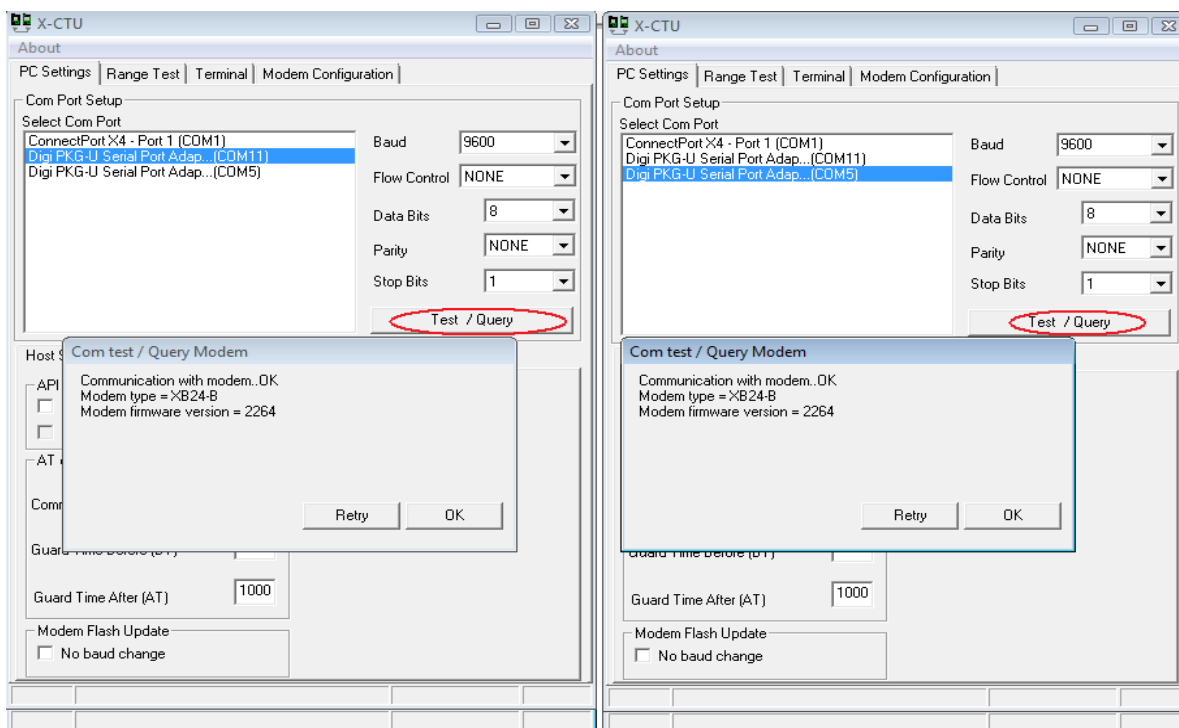 X-CTU
About
PC Settings Range Test Terminal Modem Configuration
Com Port Setup
Select Com Port
ConnectPort X4 - Port 1 (COM1)
Digi PKG-U Serial Port Adap...(COM11)
Digi PKG-U Serial Port Adap...(COM5)
Baud 9600
Flow Control NONE
Data Bits 8
Parity NONE
Stop Bits 1
Test / Query
Host
API
AT
Guard Time Before (BT)
Com test / Query Modem
Communication with modem..OK
Modem type = XB24-B
Modem firmware version = 2264
Retry OK
Guard Time After (AT) 1000
Modem Flash Update
No baud change
X-CTU
About
PC Settings Range Test Terminal Modem Configuration
Com Port Setup
Select Com Port
ConnectPort X4 - Port 1 (COM1)
Digi PKG-U Serial Port Adap...(COM11)
Digi PKG-U Serial Port Adap...(COM5)
Baud 9600
Flow Control NONE
Data Bits 8
Parity NONE
Stop Bits 1
Test / Query
Com test / Query Modem
Communication with modem..OK
Modem type = XB24-B
Modem firmware version = 2264
Retry OK
Guard Time Before (BT)
Guard Time After (AT) 1000
Modem Flash Update
No baud change